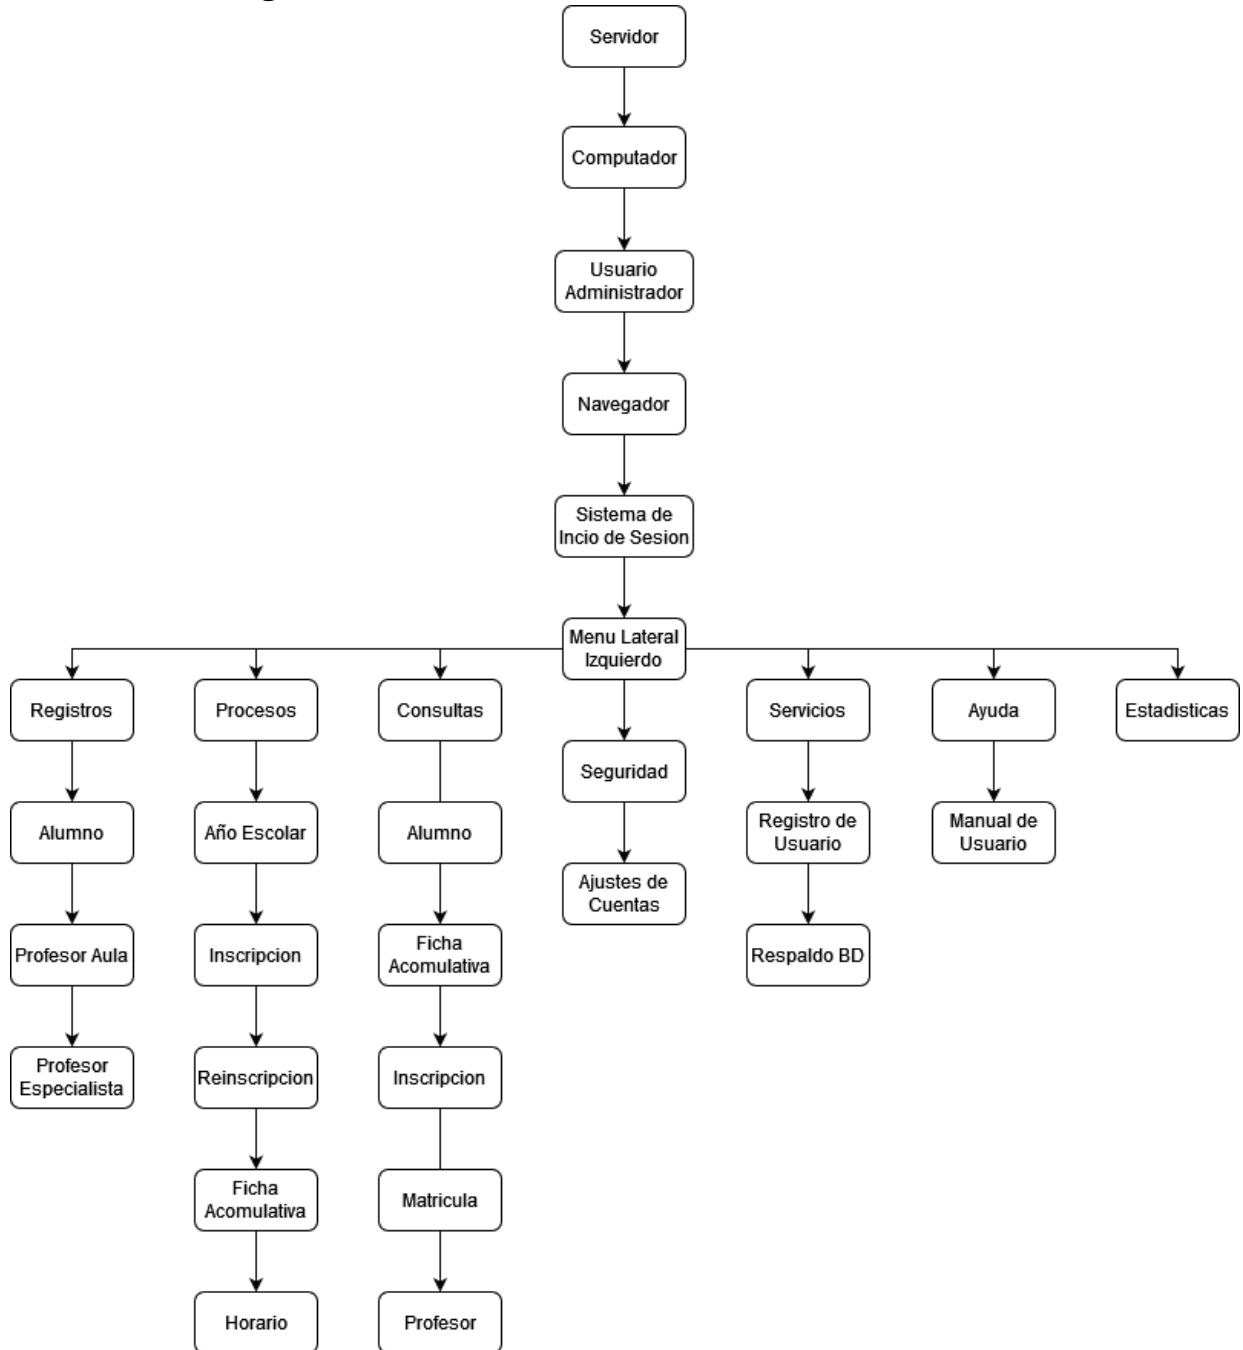 Servidor
Computador
Usuario
Administrador
Navegador
Sistema de
Incio de Sesion
Menu Lateral
Izquierdo
Registros
Procesos
Consultas
Servicios
Ayuda
Estadisticas
Seguridad
Alumno
Año Escolar
Alumno
Registro de
Usuario
Manual de
Usuario
Ajustes de
Cuentas
Profesor Aula
Inscripcion
Ficha
Acomulativa
Respaldo BD
Profesor
Especialista
Reinscripcion
Inscripcion
Ficha
Acomulativa
Matricula
Horario
Profesor